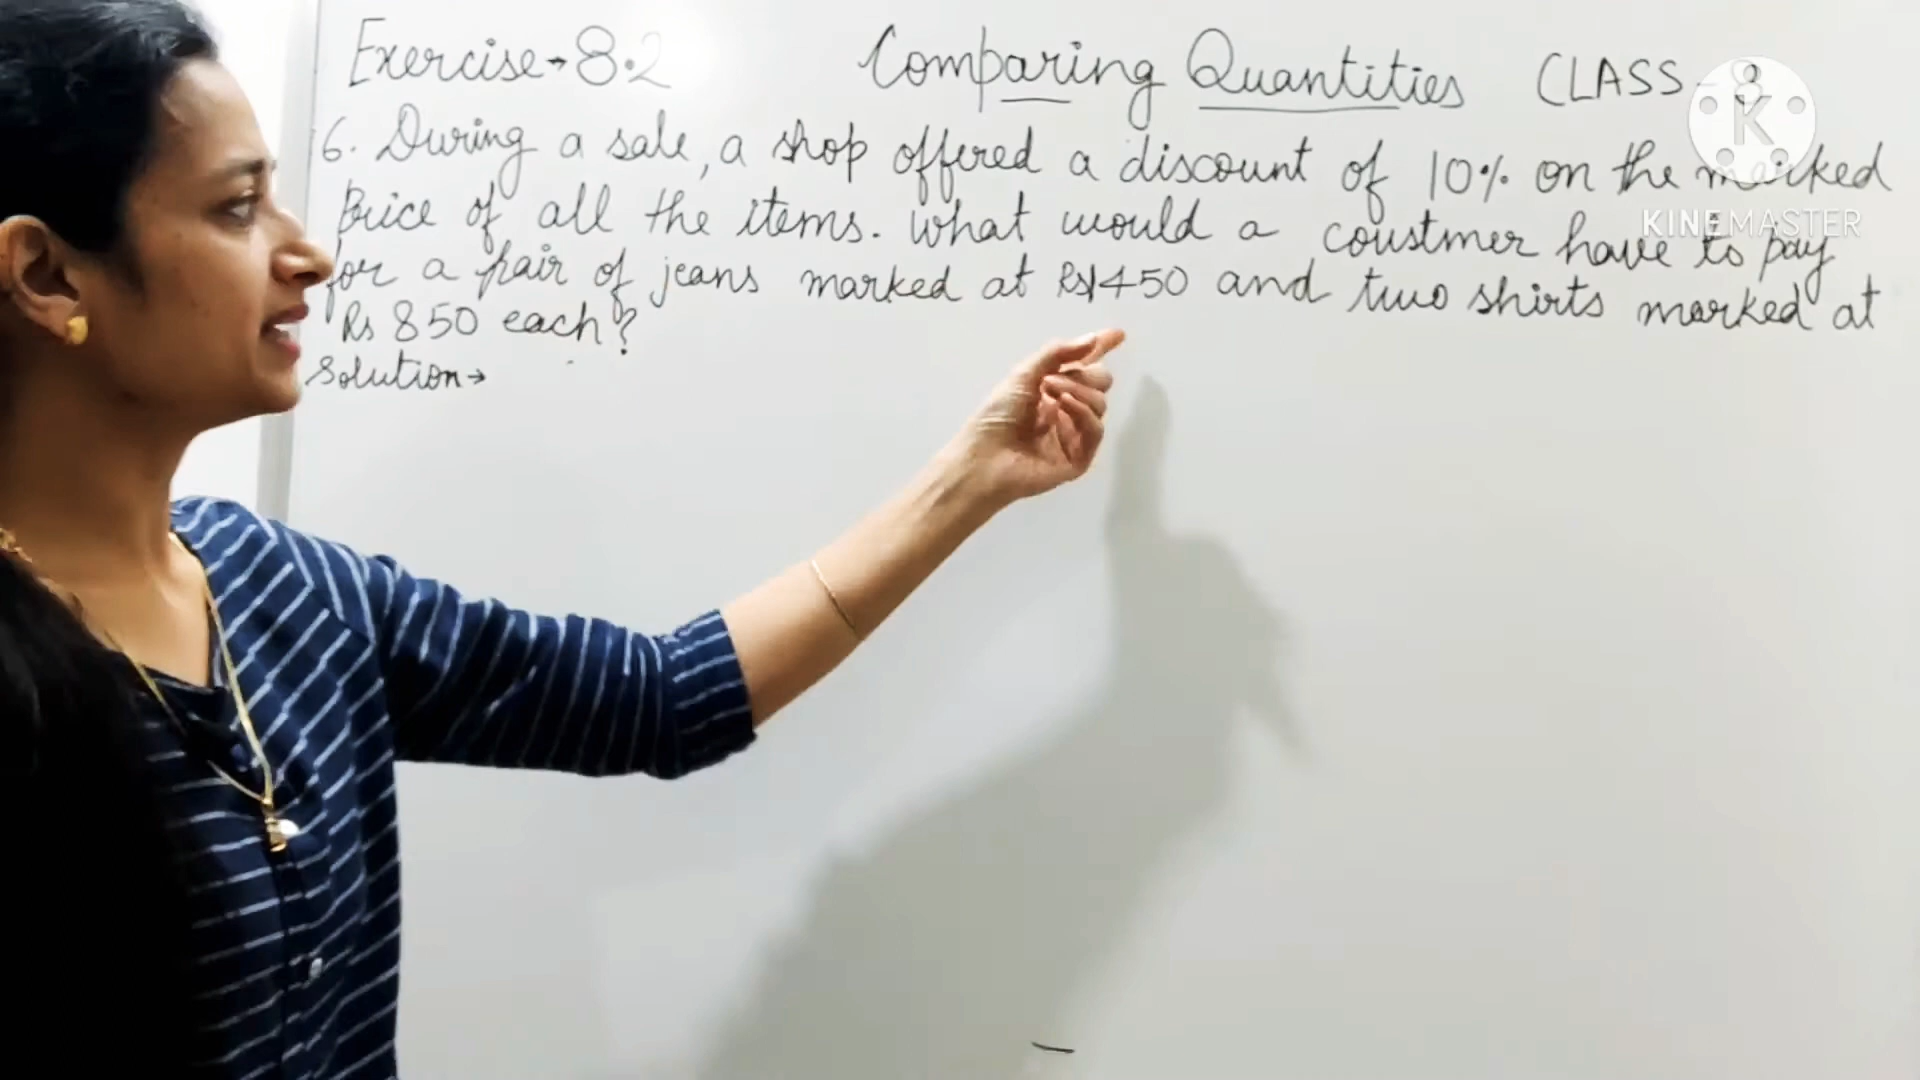 Exercise → 8.2 Comparing Quantities CLASS - 8
6. During a sale, a shop offered a discount of 10% on the marked
Price of all the items. What would a coustmer have to pay
for a pair of jeans marked at Rs1450 and two shirts marked at
Rs 850 each?
Solution →
K
KINEMASTER